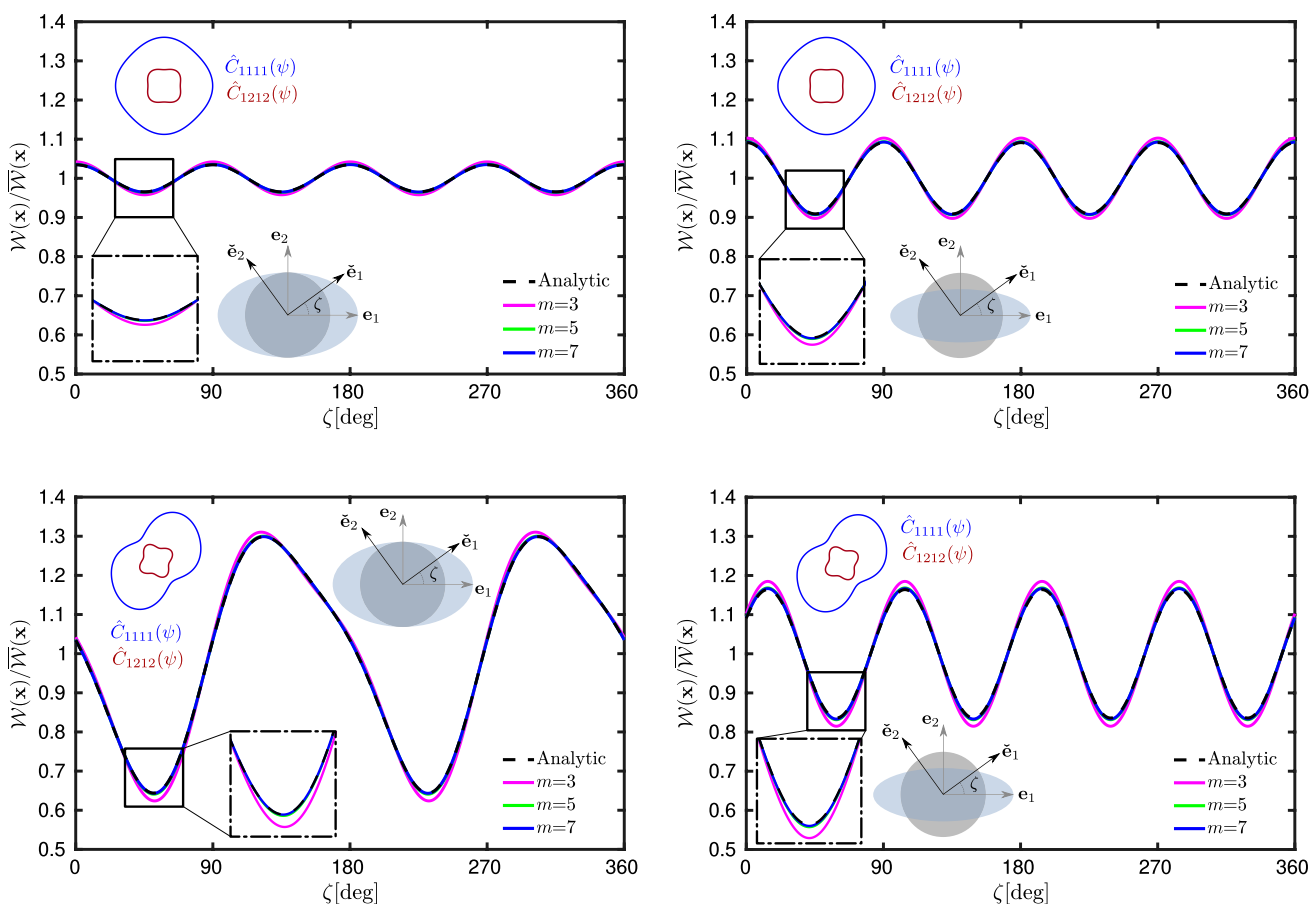 1.4
1.3
1.2
1.1
1
0.9
0.8
0.7
0.6
0.5
0 90 180 270 360
𝒲(𝐱)/𝒲̅(𝐱)
ζ[deg]
Ĉ₁₁₁₁(ψ)
Ĉ₁₂₁₂(ψ)
𝐞₂
𝐞̌₂
𝐞̌₁
ζ
𝐞₁
Analytic
m=3
m=5
m=7
1.4
1.3
1.2
1.1
1
0.9
0.8
0.7
0.6
0.5
0 90 180 270 360
𝒲(𝐱)/𝒲̅(𝐱)
ζ[deg]
Ĉ₁₁₁₁(ψ)
Ĉ₁₂₁₂(ψ)
𝐞₂
𝐞̌₂
𝐞̌₁
ζ
𝐞₁
Analytic
m=3
m=5
m=7
1.4
1.3
1.2
1.1
1
0.9
0.8
0.7
0.6
0.5
0 90 180 270 360
𝒲(𝐱)/𝒲̅(𝐱)
ζ[deg]
𝐞₂
𝐞̌₂
𝐞̌₁
ζ
𝐞₁
Ĉ₁₁₁₁(ψ)
Ĉ₁₂₁₂(ψ)
Analytic
m=3
m=5
m=7
1.4
1.3
1.2
1.1
1
0.9
0.8
0.7
0.6
0.5
0 90 180 270 360
𝒲(𝐱)/𝒲̅(𝐱)
ζ[deg]
Ĉ₁₁₁₁(ψ)
Ĉ₁₂₁₂(ψ)
𝐞₂
𝐞̌₂
𝐞̌₁
ζ
𝐞₁
Analytic
m=3
m=5
m=7